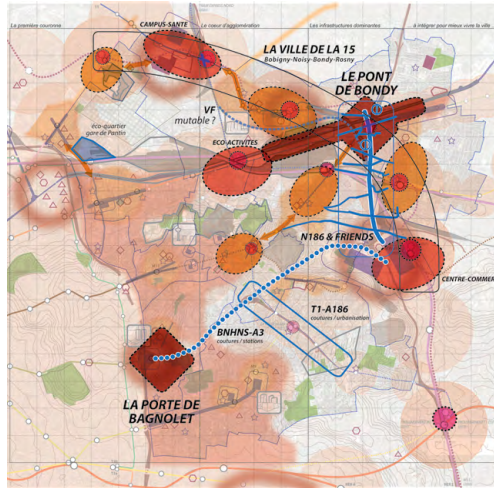 La première couronne
Le coeur d'agglomération
Les infrastructures dominantes
à intégrer pour mieux vivre la ville
CAMPUS-SANTE
LA VILLE DE LA 15
Bobigny-Noisy-Bondy-Rosny
LE PONT
DE BONDY
VF
mutable ?
éco-quartier
gare de Pantin
ECO-ACTIVITES
N186 & FRIENDS
CENTRE-COMMER
T1-A186
coutures / urbanisation
BNHNS-A3
coutures / stations
LA PORTE DE
BAGNOLET